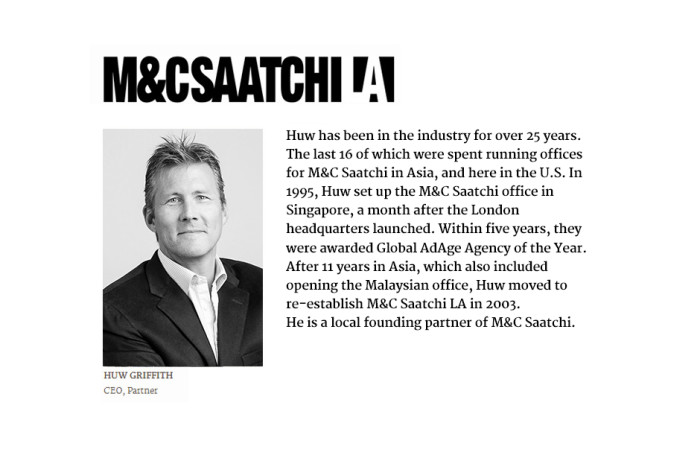 M&CSAATCHI LA
Huw has been in the industry for over 25 years.
The last 16 of which were spent running offices
for M&C Saatchi in Asia, and here in the U.S. In
1995, Huw set up the M&C Saatchi office in
Singapore, a month after the London
headquarters launched. Within five years, they
were awarded Global AdAge Agency of the Year.
After 11 years in Asia, which also included
opening the Malaysian office, Huw moved to
re-establish M&C Saatchi LA in 2003.
He is a local founding partner of M&C Saatchi.
HUW GRIFFITH
CEO, Partner